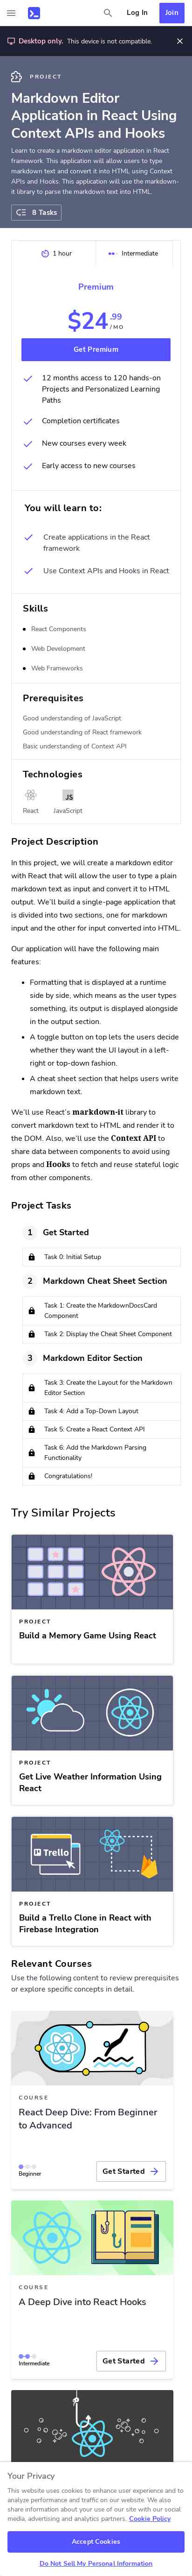 Log In
Join
Desktop only. This device is not compatible.
PROJECT
Markdown Editor
Application in React Using
Context APIs and Hooks
Learn to create a markdown editor application in React
framework. This application will allow users to type
markdown text and convert it into HTML using Context
APIs and Hooks. This application will use the markdown-
it library to parse the markdown text into HTML.
8 Tasks
1 hour
Intermediate
Premium
$24.99
/MO
Get Premium
12 months access to 120 hands-on
Projects and Personalized Learning
Paths
Completion certificates
New courses every week
Early access to new courses
You will learn to:
Create applications in the React
framework
Use Context APIs and Hooks in React
Skills
React Components
Web Development
Web Frameworks
Prerequisites
Good understanding of JavaScript
Good understanding of React framework
Basic understanding of Context API
Technologies
JS
React
JavaScript
Project Description
In this project, we will create a markdown editor
with React that will allow the user to type a plain
markdown text as input and convert it to HTML
output. We’ll build a single-page application that
is divided into two sections, one for markdown
input and the other for input converted into HTML.
Our application will have the following main
features:
Formatting that is displayed at a runtime
side by side, which means as the user types
something, its output is displayed alongside
in the output section.
A toggle button on top lets the users decide
whether they want the layout in a left-
right or top-down fashion.
A cheat sheet section that helps users write
markdown text.
We’ll use React’s markdown-it library to
convert markdown text to HTML and render it to
the DOM. Also, we’ll use the Context API to
share data between components to avoid using
props and Hooks to fetch and reuse stateful logic
from other components.
Project Tasks
1 Get Started
Task 0: Initial Setup
2 Markdown Cheat Sheet Section
Task 1: Create the MarkdownDocsCard
Component
Task 2: Display the Cheat Sheet Component
3 Markdown Editor Section
Task 3: Create the Layout for the Markdown
Editor Section
Task 4: Add a Top-Down Layout
Task 5: Create a React Context API
Task 6: Add the Markdown Parsing
Functionality
Congratulations!
Try Similar Projects
PROJECT
Build a Memory Game Using React
PROJECT
Get Live Weather Information Using
React
Trello
PROJECT
Build a Trello Clone in React with
Firebase Integration
Relevant Courses
Use the following content to review prerequisites
or explore specific concepts in detail.
COURSE
React Deep Dive: From Beginner
to Advanced
Beginner
Get Started
COURSE
A Deep Dive into React Hooks
Intermediate
Get Started
Your Privacy
This website uses cookies to enhance user experience and to
analyze performance and traffic on our website. We also
share information about your use of our site with our social
media, advertising and analytics partners. Cookie Policy
Accept Cookies
Do Not Sell My Personal Information